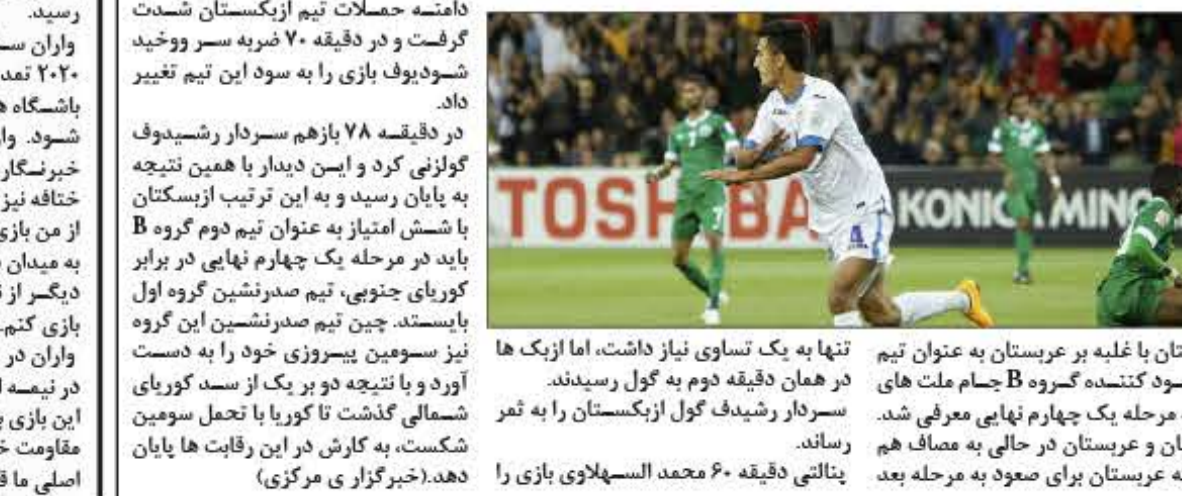 ستان با غلبه بر عربستان به عنوان تیم
سود کننده گروه B جام ملت های
مرحله یک چهارم نهایی معرفی شد.
ان و عربستان در حالی به مصاف هم
ه عربستان برای صعود به مرحله بعد
TOSHIBA
KONICA MINO
7
4
تنها به یک تساوی نیاز داشت، اما ازبک ها
در همان دقیقه دوم به گول رسیدند.
سردار رشیدف گول ازبکستان را به ثمر
رساند.
پنالتی دقیقه ۶۰ محمد السهلاوی بازی را
دامنه حملات تیم ازبکستان شدت
گرفت و در دقیقه ۷۰ ضربه سر ووخید
شودیوف بازی را به سود این تیم تغییر
داد.
در دقیقه ۷۸ بازهم سردار رشیدوف
گولزنی کرد و این دیدار با همین نتیجه
به پایان رسید و به این ترتیب ازبسکتان
با شش امتیاز به عنوان تیم دوم گروه B
باید در مرحله یک چهارم نهایی در برابر
کوریای جنوبی، تیم صدرنشین گروه اول
بایستد. چین تیم صدرنشین این گروه
نیز سومین پیروزی خود را به دست
آورد و با نتیجه دو بر یک از سد کوریای
شمالی گذشت تا کوریا با تحمل سومین
شکست، به کارش در این رقابت ها پایان
دهد.(خبرگزار ی مرکزی)
رسید.
واران سـ
۲۰۲۰ تمد
باشگاه ه
شود. وار
خبرنگار
ختافه نیز
از من بازی
به میدان
دیگر از
بازی کنم.
واران در
در نیمه ا
این بازی
مقاومت خ
اصلی ما ق